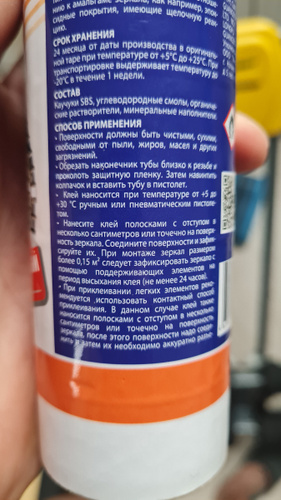 нию к амальгаме зеркала, как например, эпок-
сидные покрытия, имеющие щелочную реак-
цию.
СРОК ХРАНЕНИЯ
24 месяца от даты производства в оригиналь-
ной таре при температуре от +5°С до +25°С. При
транспортировке выдерживает температуру до
-20°С в течение 1 недели.
СОСТАВ
Каучуки SBS, углеводородные смолы, органиче-
ские растворители, минеральные наполнители.
СПОСОБ ПРИМЕНЕНИЯ
• Поверхности должны быть чистыми, сухими,
свободными от пыли, жиров, масел и других
загрязнений.
• Обрезать наконечник тубы близко к резьбе и
проколоть защитную пленку. Затем навинтить
колпачок и вставить тубу в пистолет.
• Клей наносится при температуре от +5 до
+30 °С ручным или пневматическим пистоле-
том.
• Нанесите клей полосками с отступом в
несколько сантиметров или точечно на поверх-
ность зеркала. Соедините поверхности и зафик-
сируйте их. При монтаже зеркал размером
более 0,15 м² следует зафиксировать зеркало с
помощью поддерживающих элементов на
период высыхания клея (не менее 24 часов).
• При приклеивании легких элементов реко-
мендуется использовать контактный способ
приклеивания. В данном случае клей также
наносится полосками с отступом в несколько
сантиметров или точечно на поверхность
зеркала, после этого поверхности надо соеди-
нить и затем их необходимо аккуратно разъе-